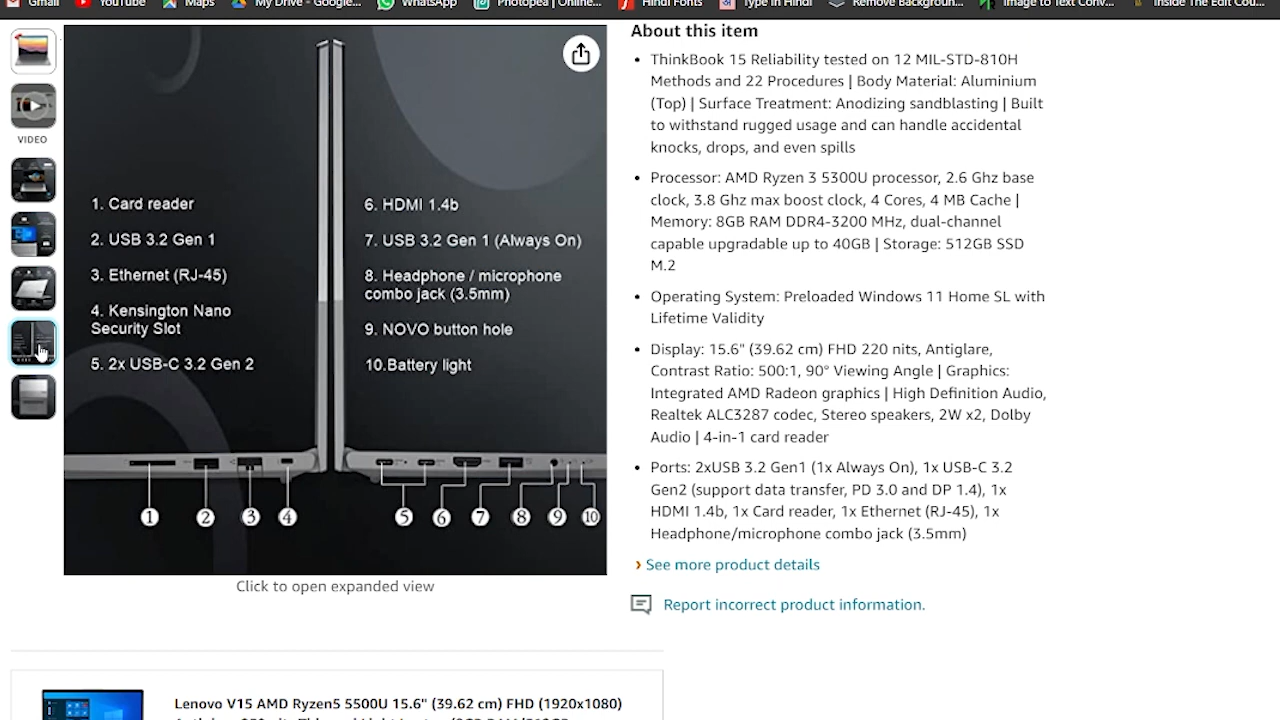 Gmail YouTube Maps My Drive - Google... WhatsApp Photopea | Online... Hindi Fonts Type in Hindi Remove Backgroun... Image to Text Conv... Inside The Edit Cou...
VIDEO
1. Card reader
2. USB 3.2 Gen 1
3. Ethernet (RJ-45)
4. Kensington Nano
Security Slot
5. 2x USB-C 3.2 Gen 2
6. HDMI 1.4b
7. USB 3.2 Gen 1 (Always On)
8. Headphone / microphone
combo jack (3.5mm)
9. NOVO button hole
10.Battery light
1 2 3 4 5 6 7 8 9 10
Click to open expanded view
About this item
• ThinkBook 15 Reliability tested on 12 MIL-STD-810H
Methods and 22 Procedures | Body Material: Aluminium
(Top) | Surface Treatment: Anodizing sandblasting | Built
to withstand rugged usage and can handle accidental
knocks, drops, and even spills
• Processor: AMD Ryzen 3 5300U processor, 2.6 Ghz base
clock, 3.8 Ghz max boost clock, 4 Cores, 4 MB Cache |
Memory: 8GB RAM DDR4-3200 MHz, dual-channel
capable upgradable up to 40GB | Storage: 512GB SSD
M.2
• Operating System: Preloaded Windows 11 Home SL with
Lifetime Validity
• Display: 15.6" (39.62 cm) FHD 220 nits, Antiglare,
Contrast Ratio: 500:1, 90° Viewing Angle | Graphics:
Integrated AMD Radeon graphics | High Definition Audio,
Realtek ALC3287 codec, Stereo speakers, 2W x2, Dolby
Audio | 4-in-1 card reader
• Ports: 2xUSB 3.2 Gen1 (1x Always On), 1x USB-C 3.2
Gen2 (support data transfer, PD 3.0 and DP 1.4), 1x
HDMI 1.4b, 1x Card reader, 1x Ethernet (RJ-45), 1x
Headphone/microphone combo jack (3.5mm)
› See more product details
Report incorrect product information.
Lenovo V15 AMD Ryzen5 5500U 15.6" (39.62 cm) FHD (1920x1080)